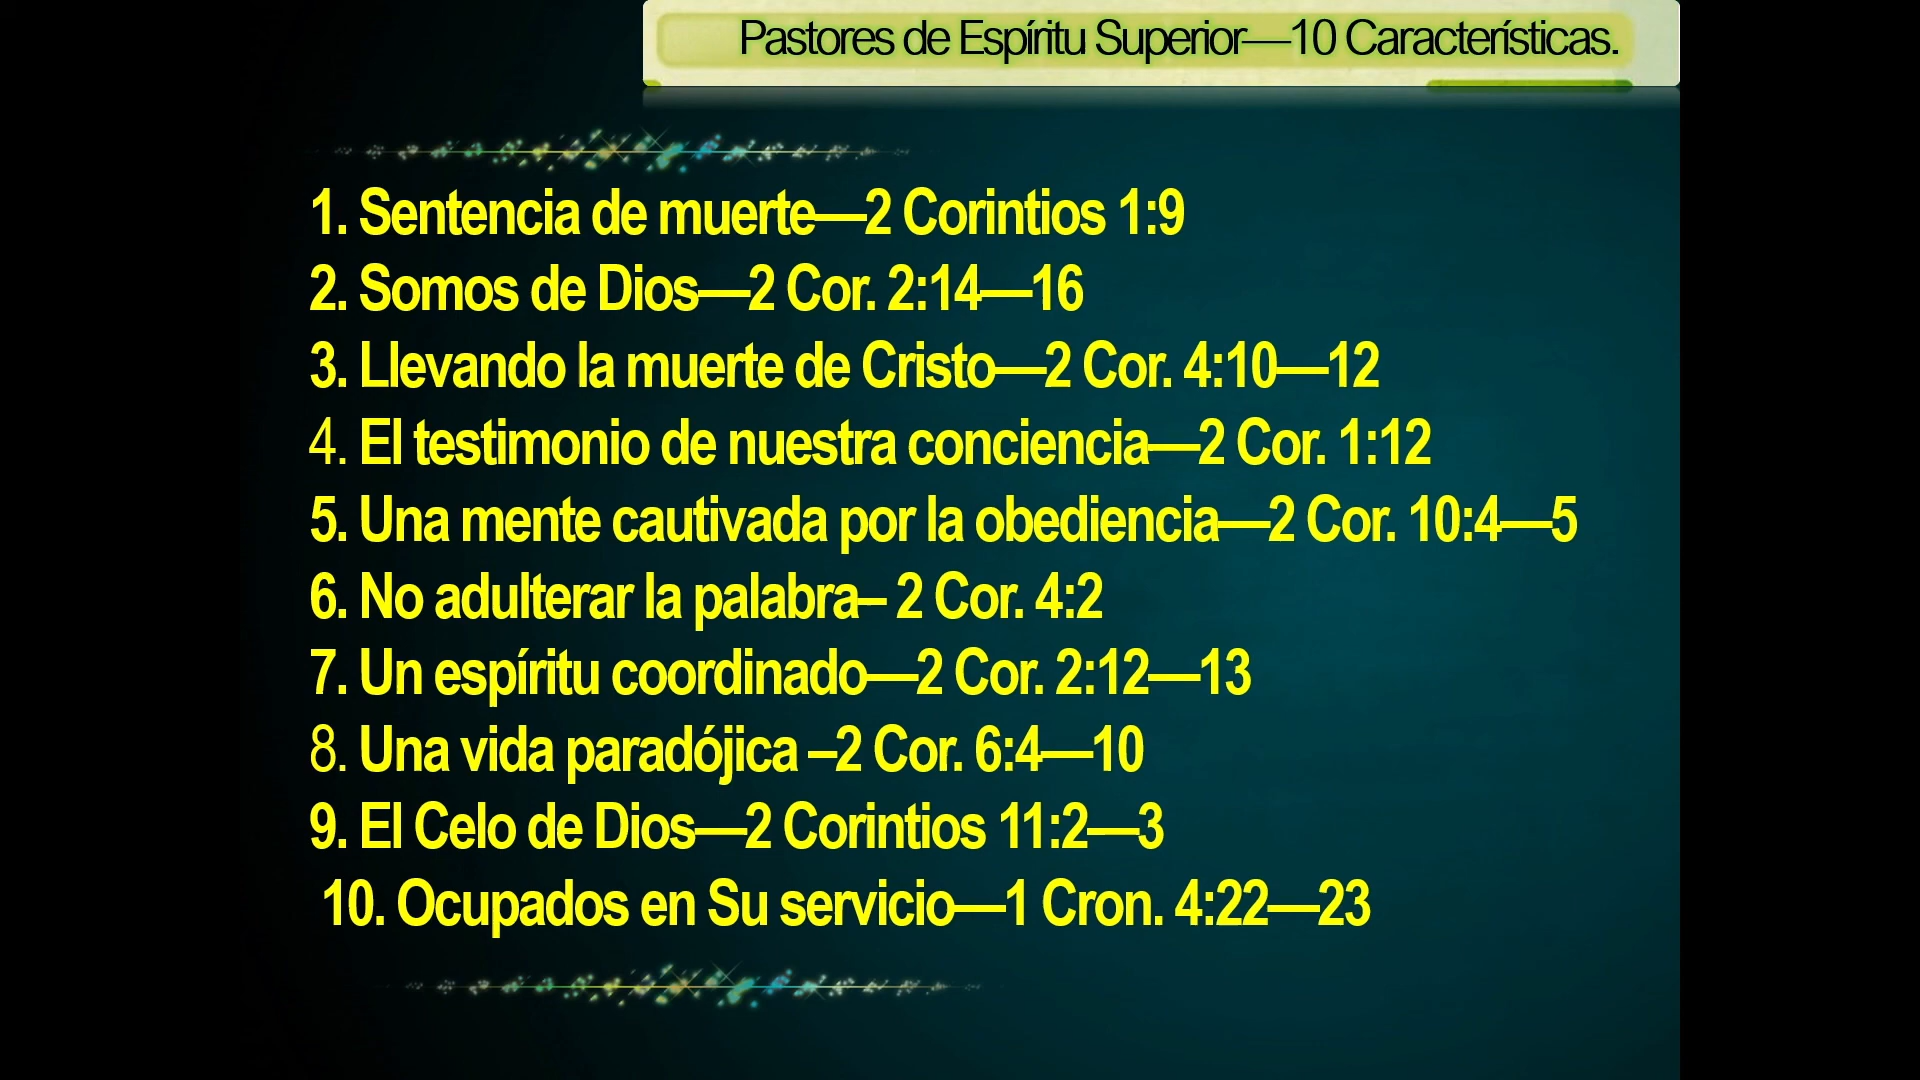 Pastores de Espíritu Superior—10 Características.
1. Sentencia de muerte—2 Corintios 1:9
2. Somos de Dios—2 Cor. 2:14—16
3. Llevando la muerte de Cristo—2 Cor. 4:10—12
4. El testimonio de nuestra conciencia—2 Cor. 1:12
5. Una mente cautivada por la obediencia—2 Cor. 10:4—5
6. No adulterar la palabra– 2 Cor. 4:2
7. Un espíritu coordinado—2 Cor. 2:12—13
8. Una vida paradójica –2 Cor. 6:4—10
9. El Celo de Dios—2 Corintios 11:2—3
10. Ocupados en Su servicio—1 Cron. 4:22—23